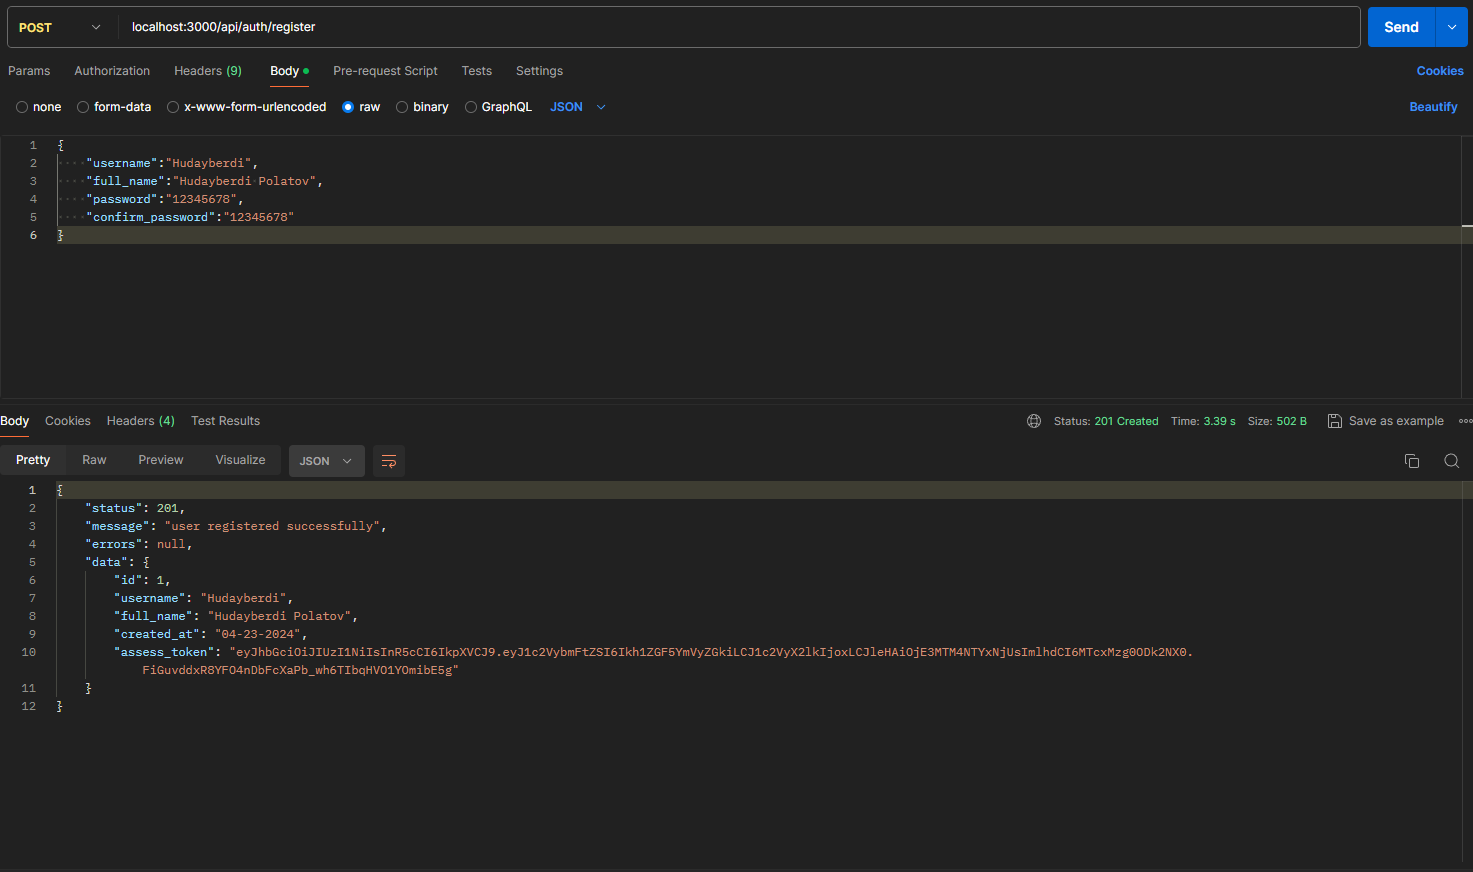 POST localhost:3000/api/auth/register Send
Params Authorization Headers (9) Body Pre-request Script Tests Settings Cookies
none form-data x-www-form-urlencoded raw binary GraphQL JSON Beautify
1 {
2 ····"username":"Hudayberdi",
3 ····"full_name":"Hudayberdi·Polatov",
4 ····"password":"12345678",
5 ····"confirm_password":"12345678"
6 }
Body Cookies Headers (4) Test Results Status: 201 Created Time: 3.39 s Size: 502 B Save as example
Pretty Raw Preview Visualize JSON
1 {
2 "status": 201,
3 "message": "user registered successfully",
4 "errors": null,
5 "data": {
6 "id": 1,
7 "username": "Hudayberdi",
8 "full_name": "Hudayberdi Polatov",
9 "created_at": "04-23-2024",
10 "assess_token": "eyJhbGciOiJIUzI1NiIsInR5cCI6IkpXVCJ9.eyJ1c2VybmFtZSI6Ikh1ZGF5YmVyZGkiLCJ1c2VyX2lkIjoxLCJleHAiOjE3MTM4NTYxNjUsImlhdCI6MTcxMzg0ODk2NX0.
FiGuvddxR8YFO4nDbFcXaPb_wh6TIbqHVO1YOmibE5g"
11 }
12 }